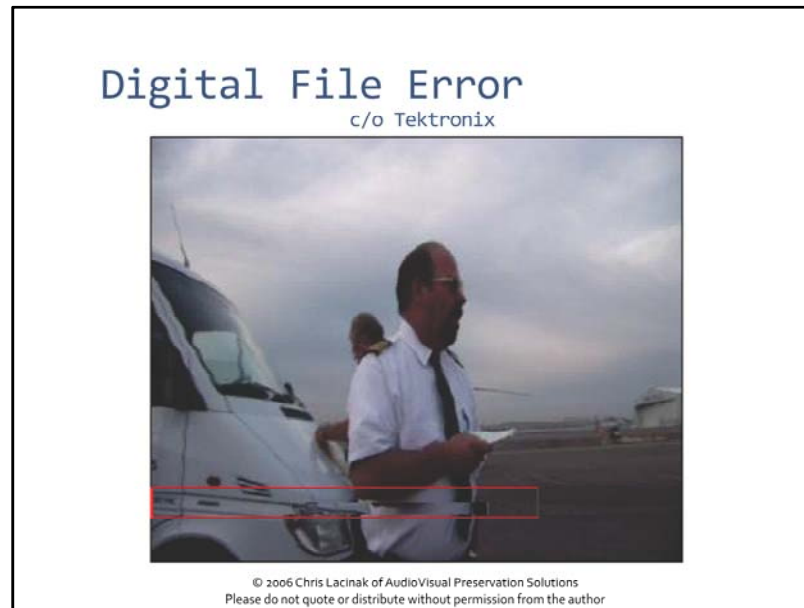 Digital File Error
c/o Tektronix
© 2006 Chris Lacinak of AudioVisual Preservation Solutions
Please do not quote or distribute without permission from the author